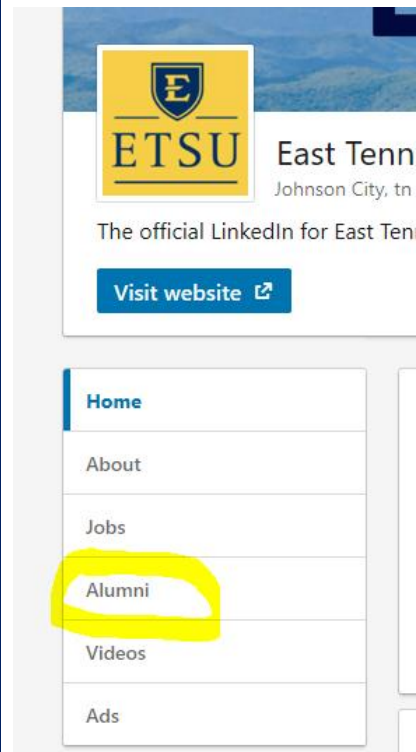 E
ETSU
East Tenn
Johnson City, tn
The official LinkedIn for East Ten
Visit website
Home
About
Jobs
Alumni
Videos
Ads